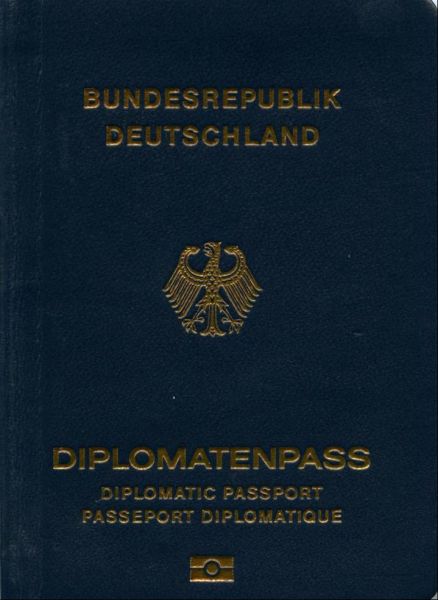 BUNDESREPUBLIK
DEUTSCHLAND
DIPLOMATENPASS
DIPLOMATIC PASSPORT
PASSEPORT DIPLOMATIQUE